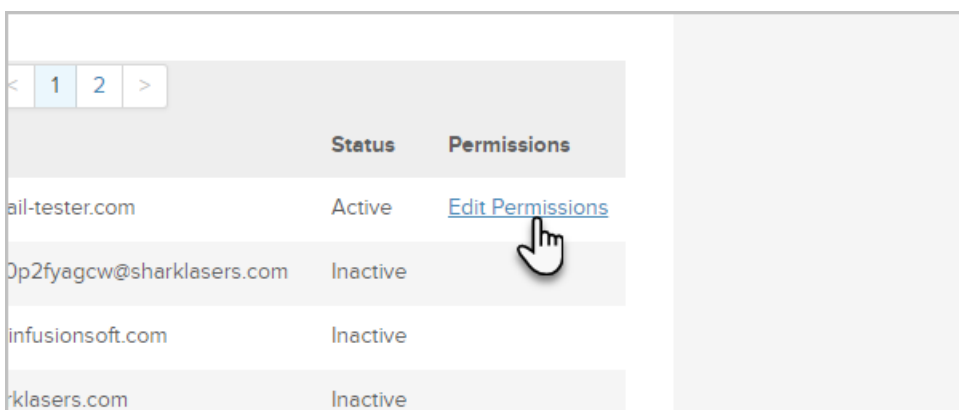 < 1 2 >
Status Permissions
ail-tester.com Active Edit Permissions
0p2fyagcw@sharklasers.com Inactive
infusionsoft.com Inactive
rklasers.com Inactive